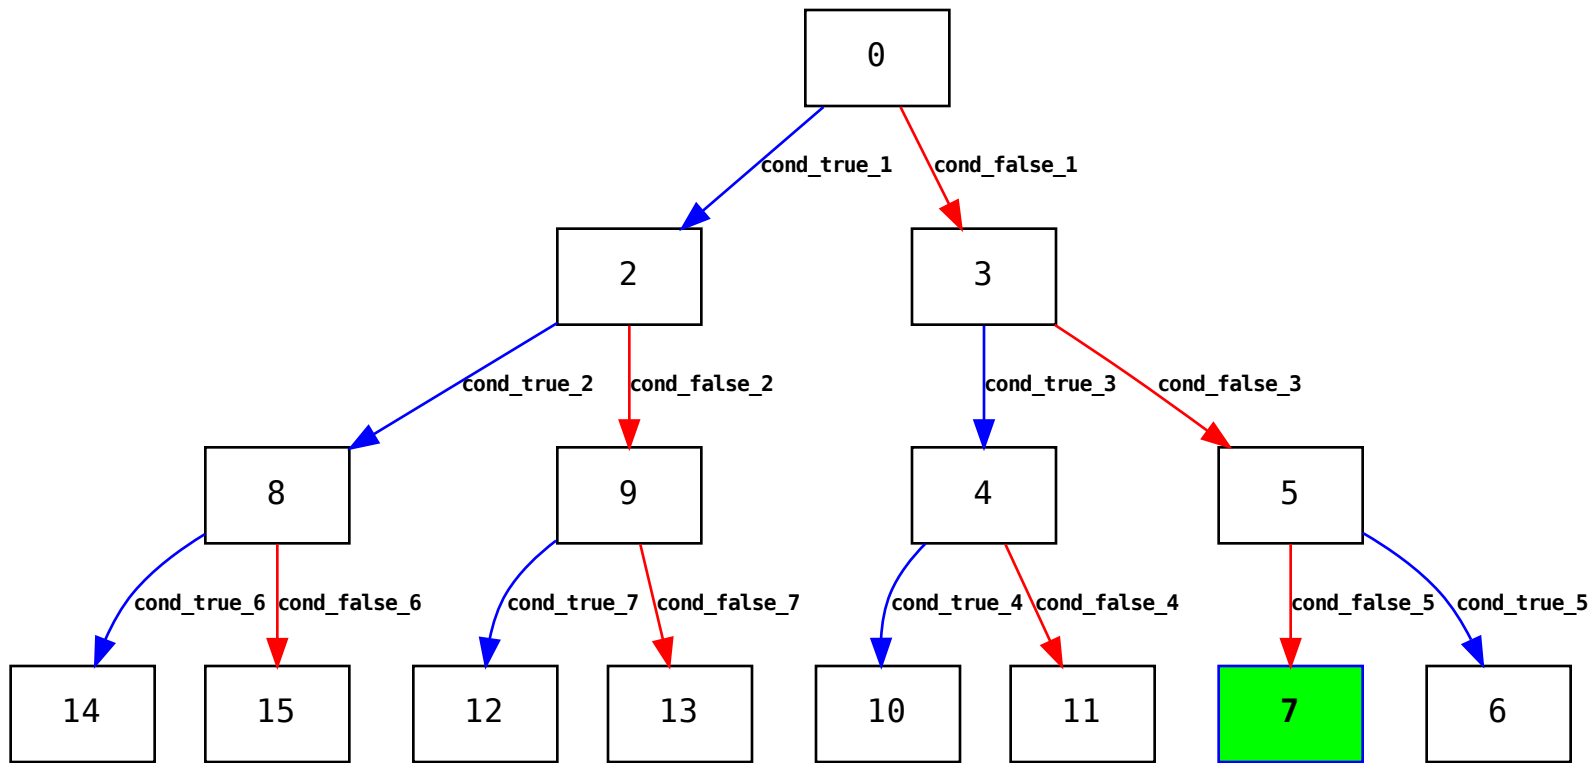 0
cond_true_1 cond_false_1
2 3
cond_true_2 cond_false_2 cond_true_3 cond_false_3
8 9 4 5
cond_true_6 cond_false_6 cond_true_7 cond_false_7 cond_true_4 cond_false_4 cond_false_5 cond_true_5
14 15 12 13 10 11 7 6